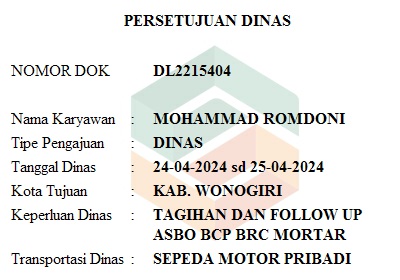 PERSETUJUAN DINAS
NOMOR DOK DL2215404
Nama Karyawan : MOHAMMAD ROMDONI
Tipe Pengajuan : DINAS
Tanggal Dinas : 24-04-2024 sd 25-04-2024
Kota Tujuan : KAB. WONOGIRI
Keperluan Dinas : TAGIHAN DAN FOLLOW UP
ASBO BCP BRC MORTAR
Transportasi Dinas : SEPEDA MOTOR PRIBADI